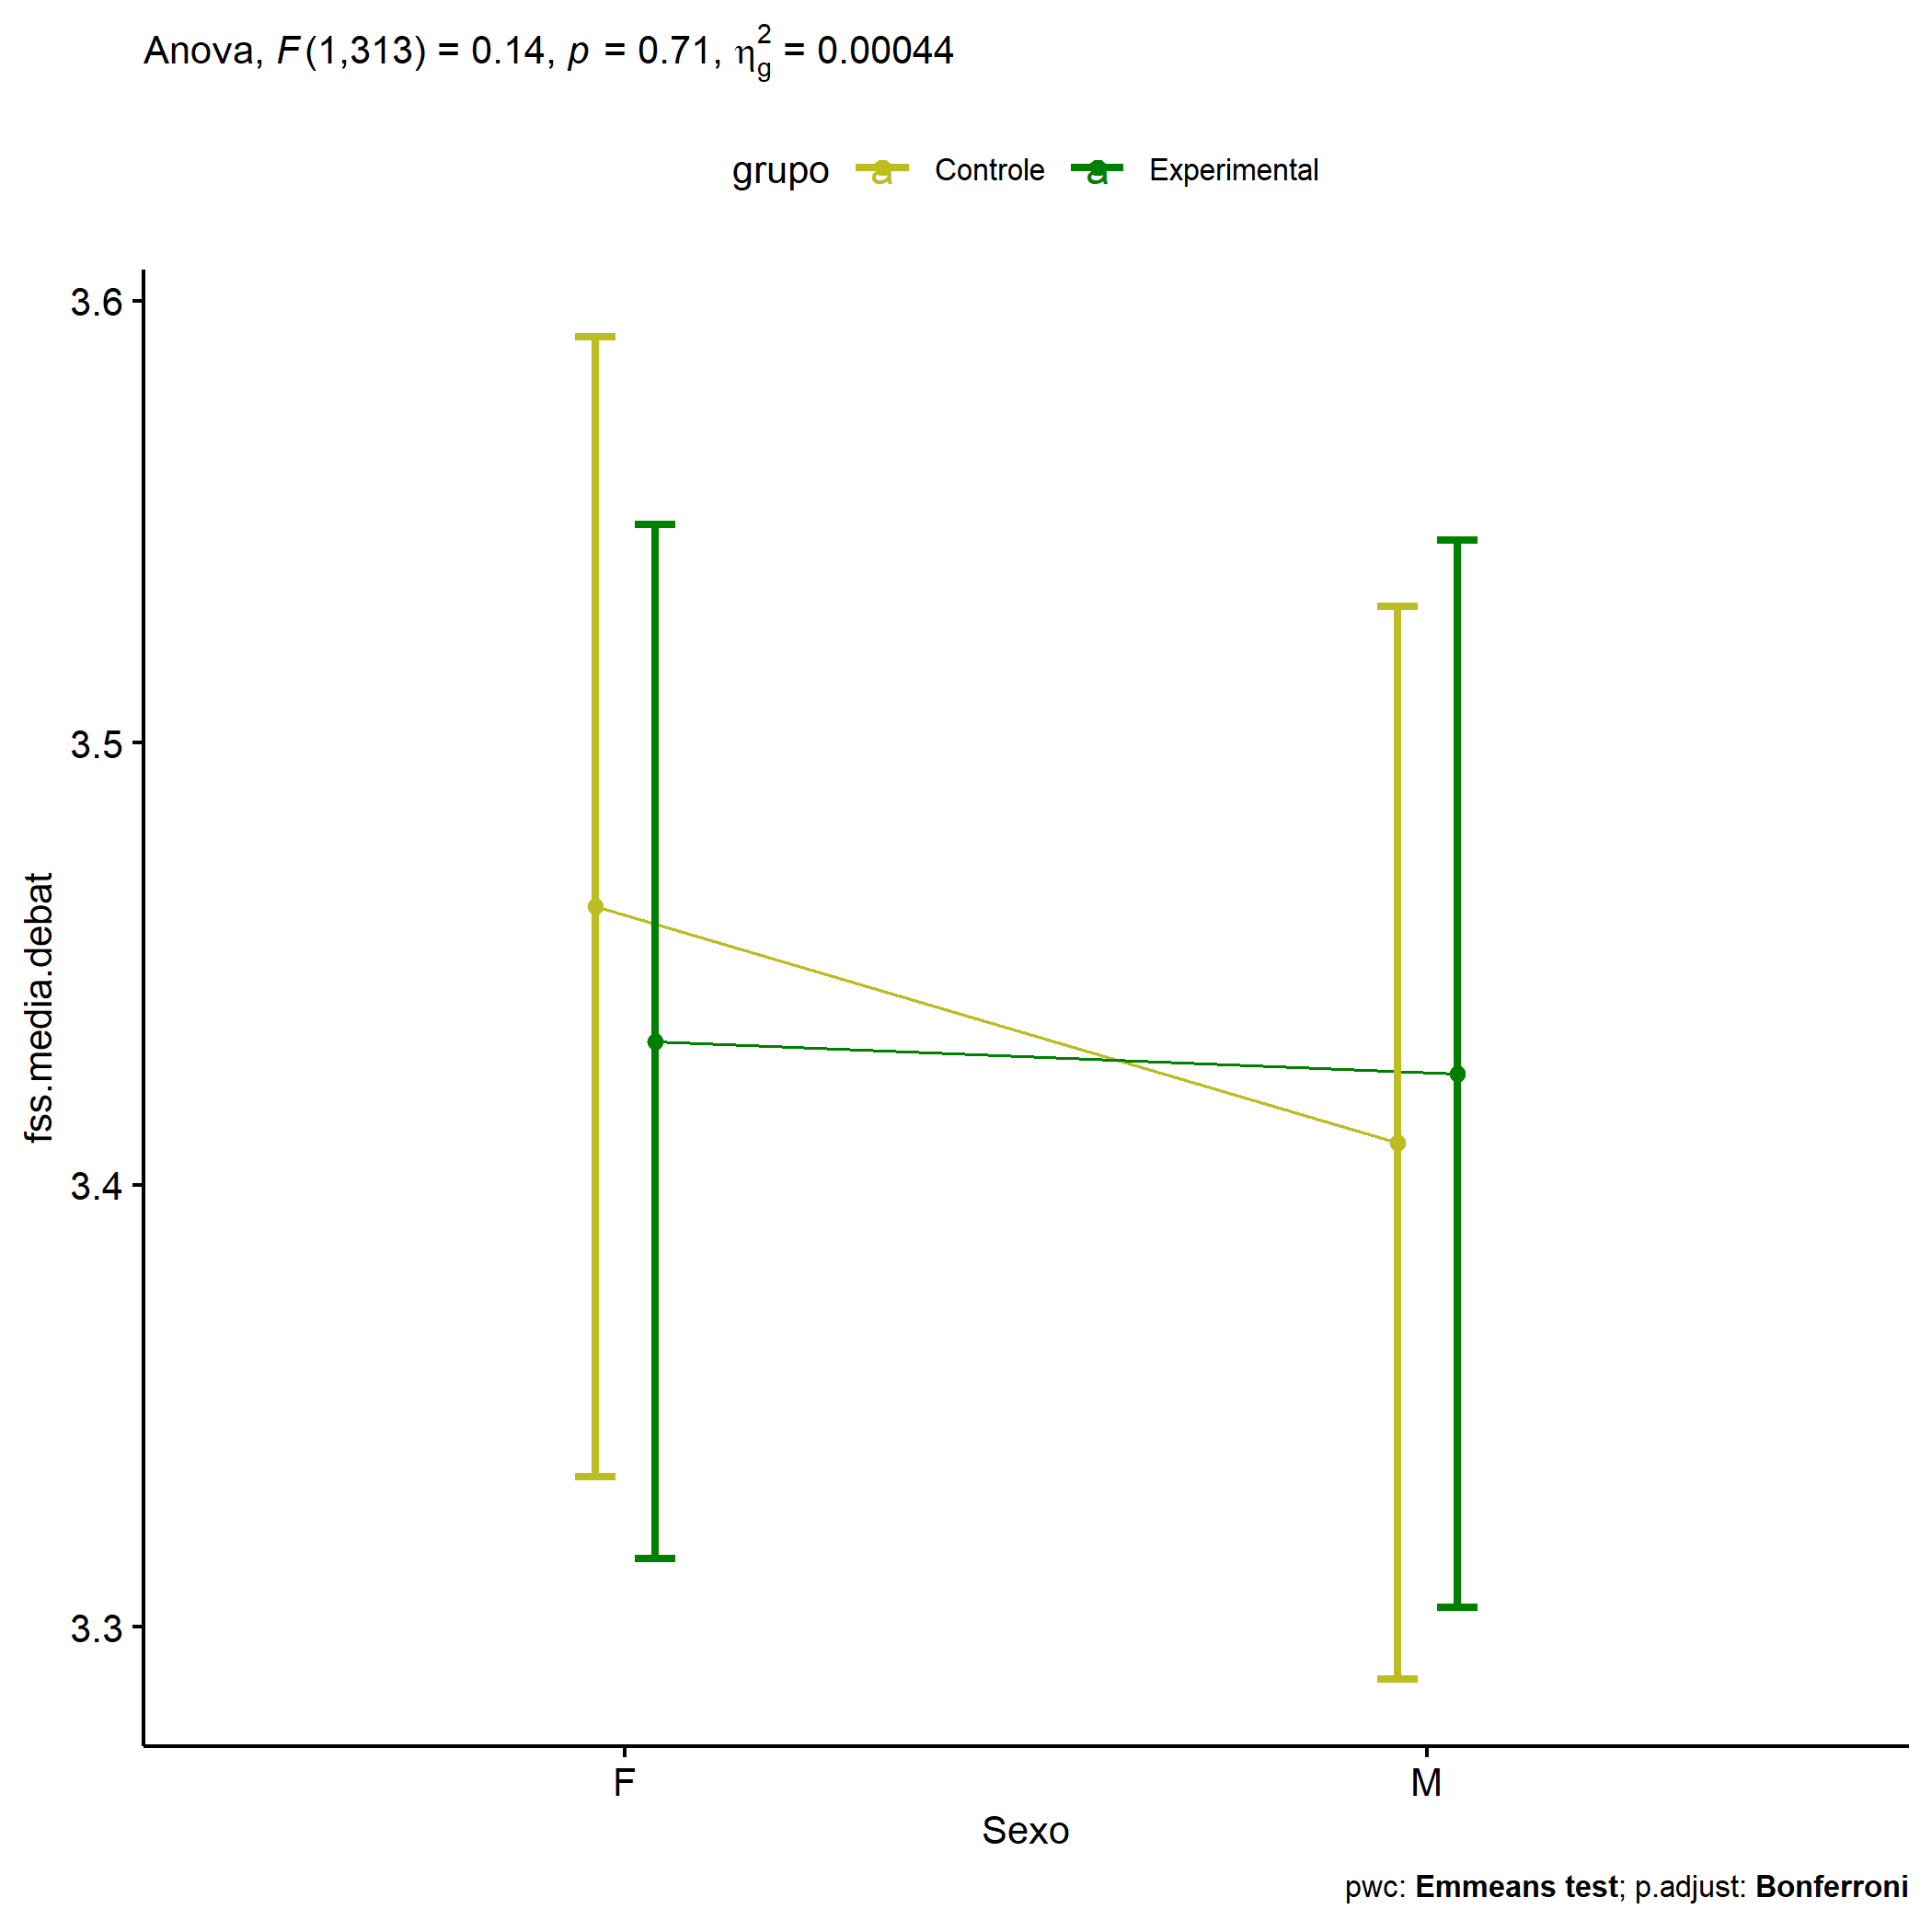 Anova, F(1,313) = 0.14, p = 0.71, η²g = 0.00044
grupo a Controle a Experimental
3.6
3.5
3.4
3.3
fss.media.debat
F M
Sexo
pwc: Emmeans test; p.adjust: Bonferroni